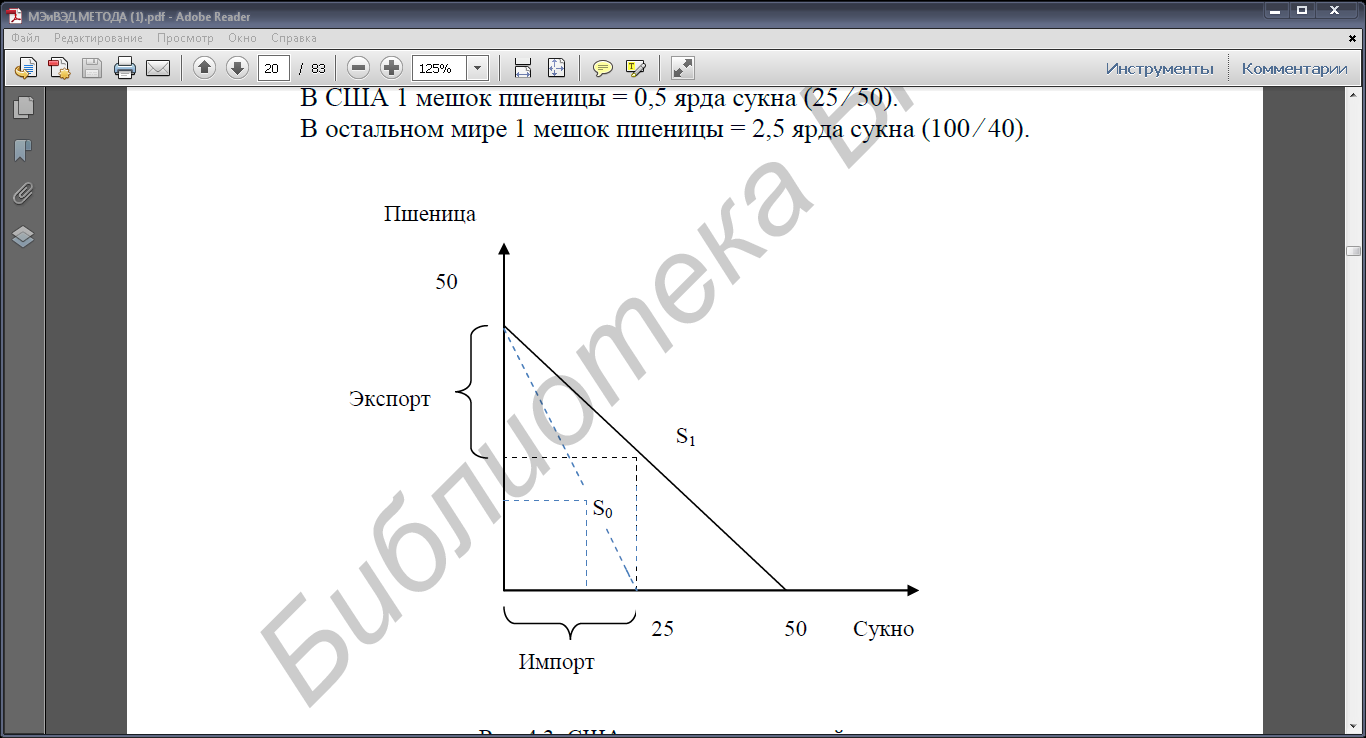 МЭиВЭД МЕТОДА (1).pdf - Adobe Reader
Файл Редактирование Просмотр Окно Справка
20 / 83 125% Инструменты Комментарии
В США 1 мешок пшеницы = 0,5 ярда сукна (25 ∕ 50).
В остальном мире 1 мешок пшеницы = 2,5 ярда сукна (100 ∕ 40).
Пшеница
50
Экспорт
S1
S0
25 50 Сукно
Импорт
Библиотека